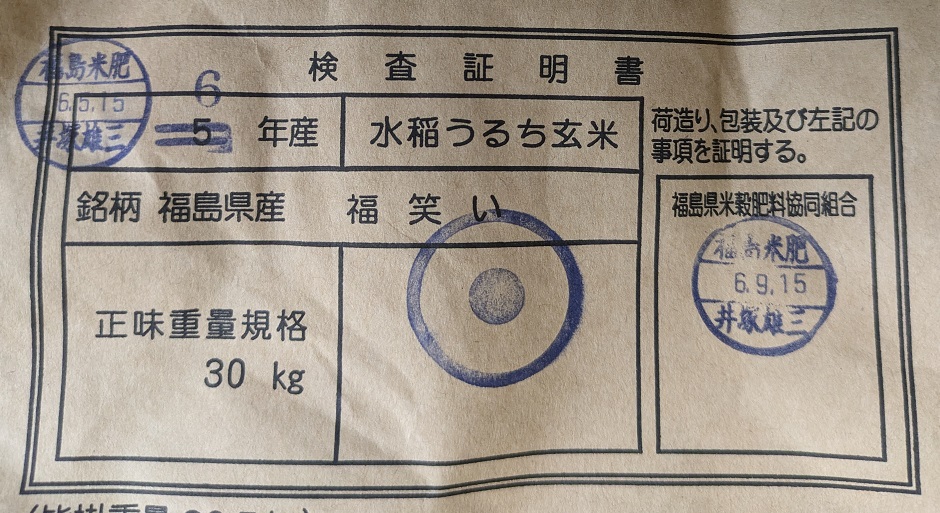 検査証明書
福島米肥
6.5.15
井塚雄三
6
5 年産
水稲うるち玄米
銘柄 福島県産 福笑い
正味重量規格
30 kg
荷造り、包装及び左記の
事項を証明する。
福島県米穀肥料協同組合
福島米肥
6.9.15
井塚雄三